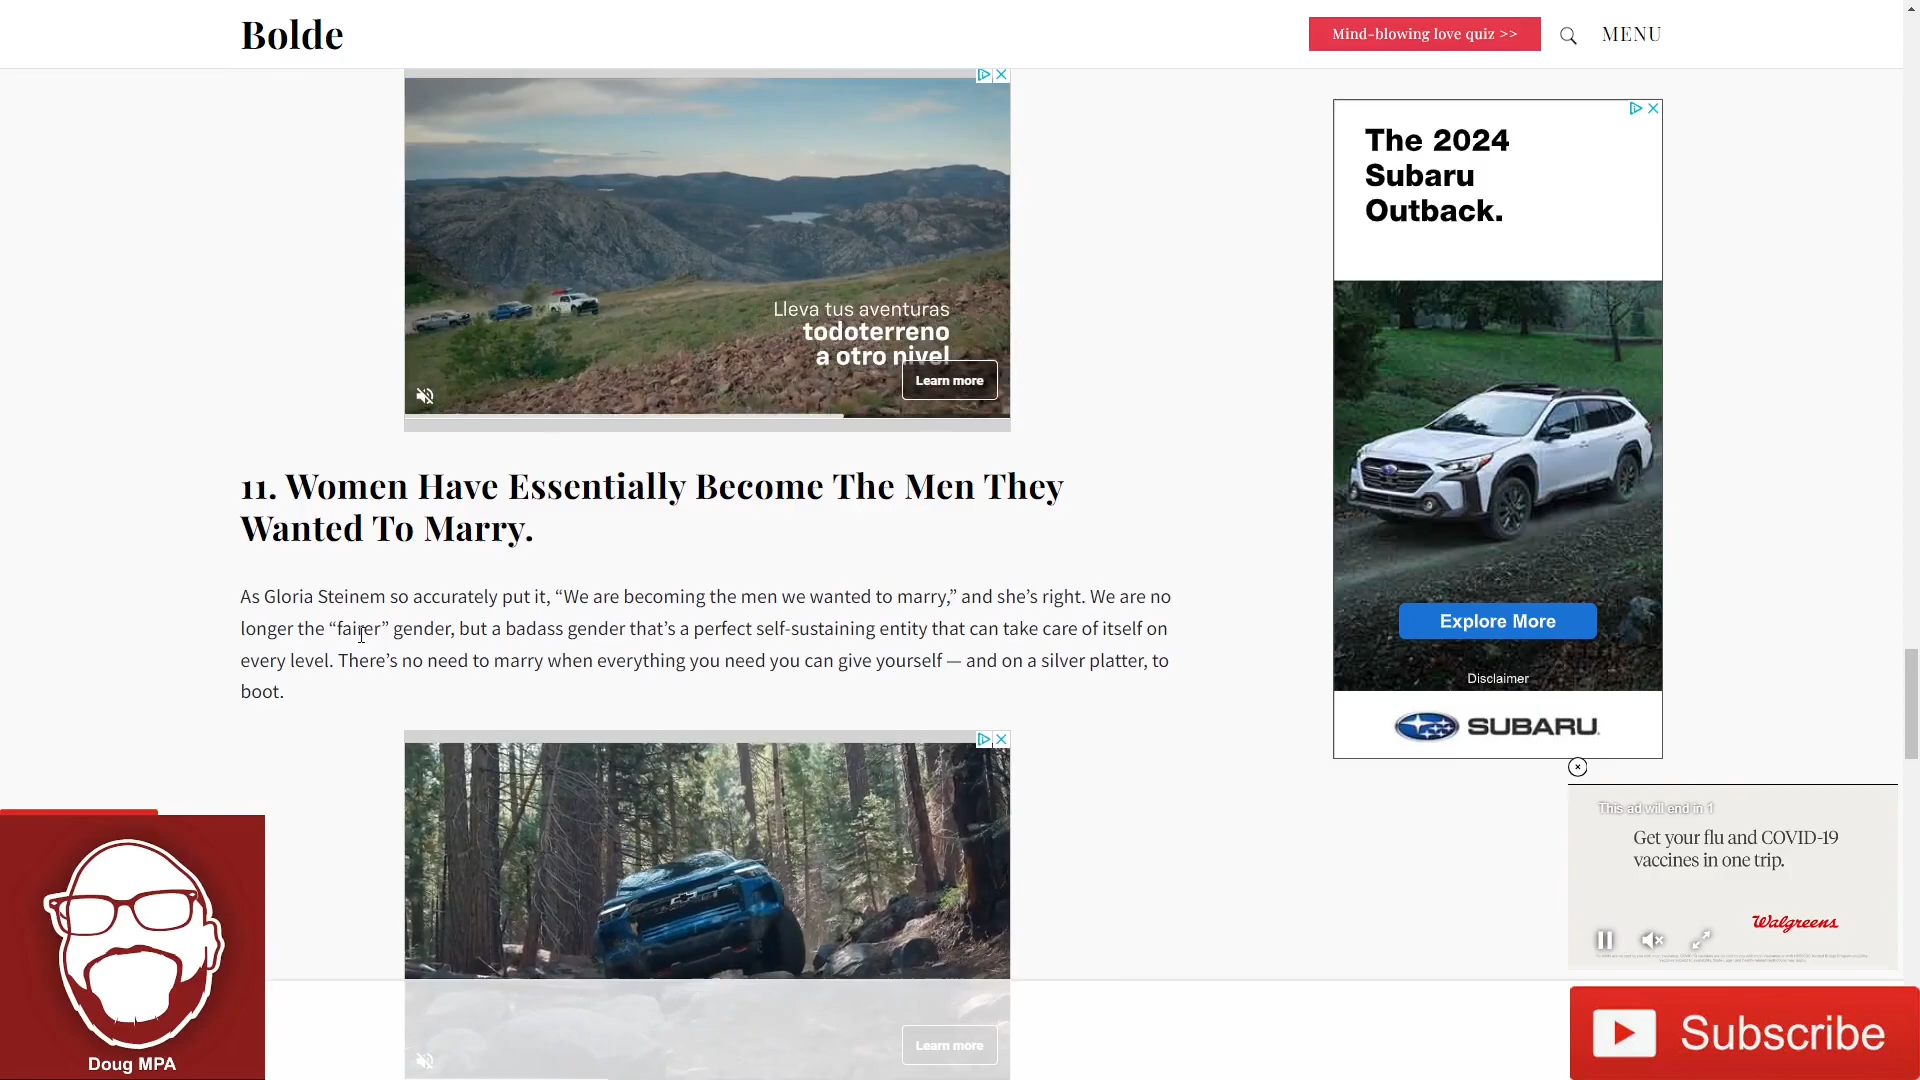 Bolde
Mind-blowing love quiz >>
MENU
Lleva tus aventuras
todoterreno
a otro nivel
Learn more
The 2024
Subaru
Outback.
Explore More
Disclaimer
SUBARU
11. Women Have Essentially Become The Men They
Wanted To Marry.
As Gloria Steinem so accurately put it, “We are becoming the men we wanted to marry,” and she’s right. We are no
longer the “fairer” gender, but a badass gender that’s a perfect self-sustaining entity that can take care of itself on
every level. There’s no need to marry when everything you need you can give yourself — and on a silver platter, to
boot.
This ad will end in 1
Get your flu and COVID-19
vaccines in one trip.
Walgreens
Learn more
Doug MPA
Subscribe